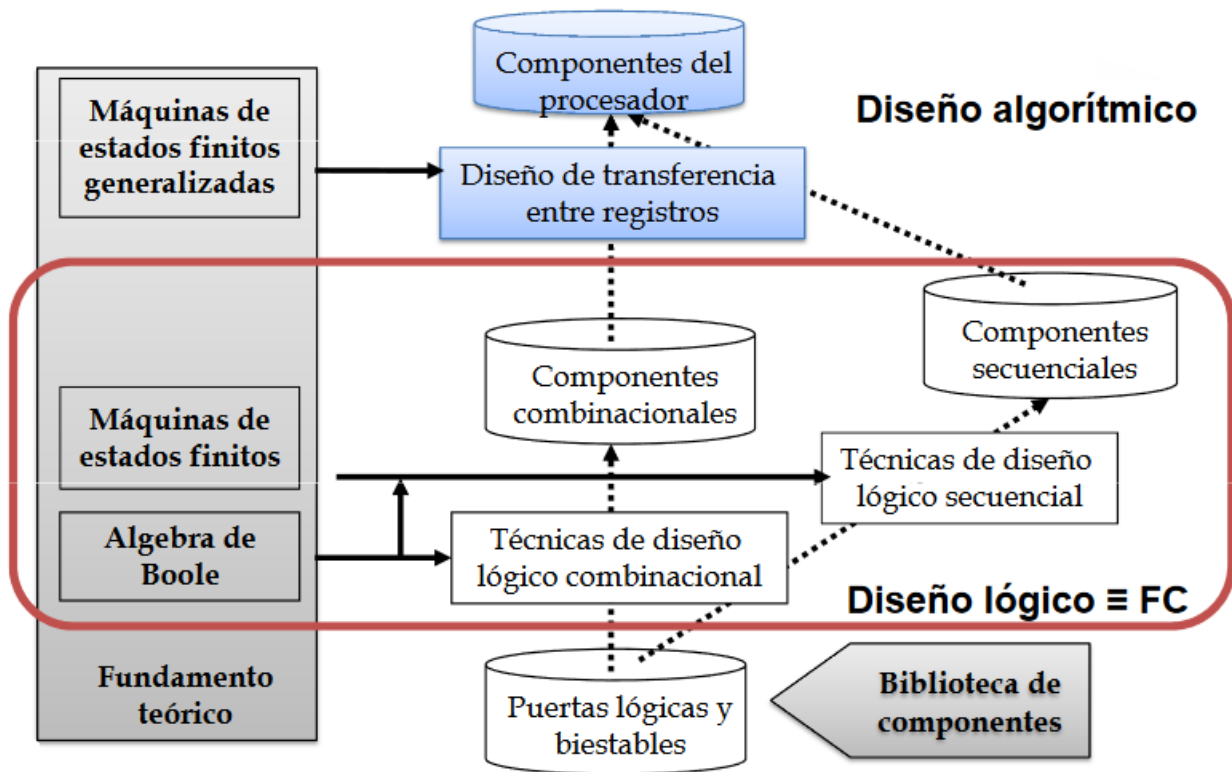 Componentes del
procesador
Diseño algorítmico
Máquinas de
estados finitos
generalizadas
Diseño de transferencia
entre registros
Componentes
secuenciales
Componentes
combinacionales
Máquinas de
estados finitos
Técnicas de diseño
lógico secuencial
Algebra de
Boole
Técnicas de diseño
lógico combinacional
Diseño lógico ≡ FC
Fundamento
teórico
Puertas lógicas y
biestables
Biblioteca de
componentes